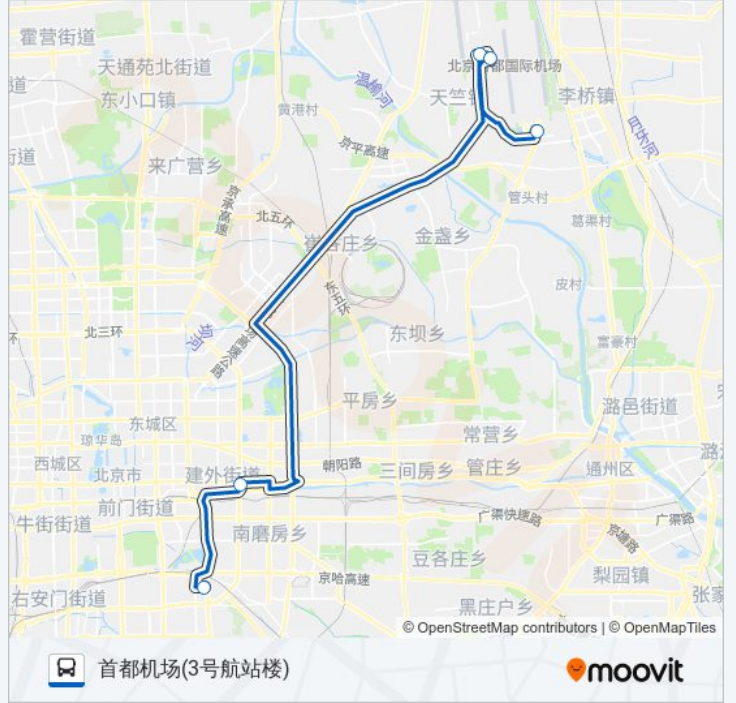 霍营街道
天通苑北街道
北京首都国际机场
东小口镇
温榆河
天竺
李桥镇
黄港村
道
月牙河
街道
京平高速
来广营乡
京承高速
管头村
北五环
金盏乡
葛渠村
崔各庄乡
皮村
东五环
环
北三环
坝河
东坝乡
富豪村
平房乡
潞邑街道
东城区
常营乡
琼华岛
西城区
北京市
建外街道
朝阳路
三间房乡
管庄乡
通州区
前门街道
牛街街道
南磨房乡
广渠快速路
广渠路
京塘路
豆各庄乡
京哈高速
梨园镇
右安门街道
张家
黑庄户乡
© OpenStreetMap contributors | © OpenMapTiles
首都机场(3号航站楼)
moovit